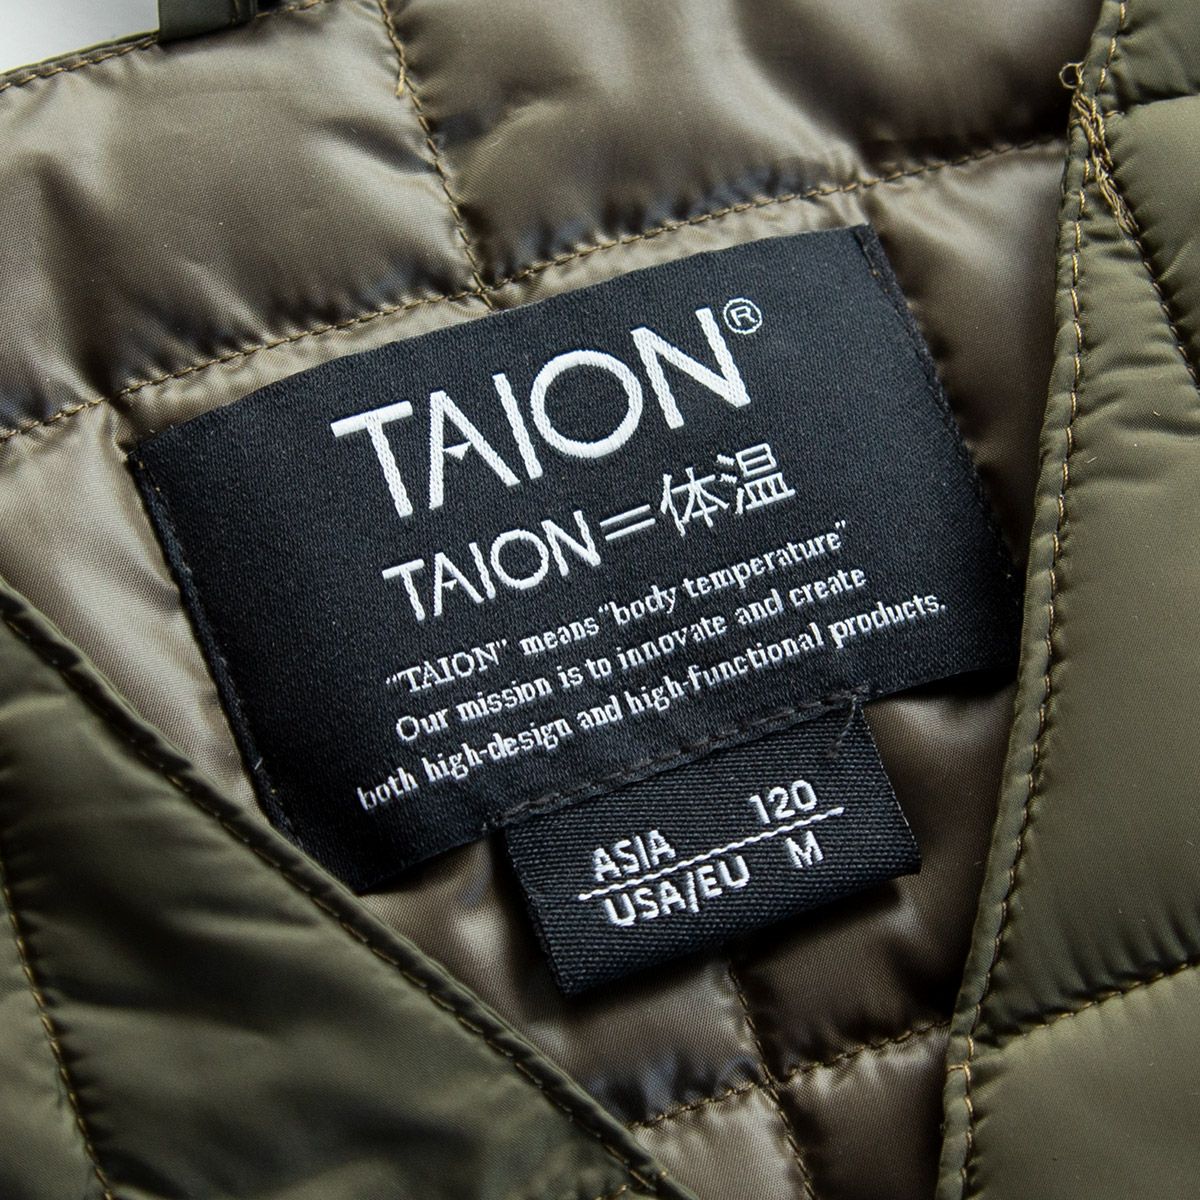 TAION®
TAION=体温
"TAION" means "body temperature"
Our mission is to innovate and create
both high-design and high-functional products.
ASIA 120
USA/EU M